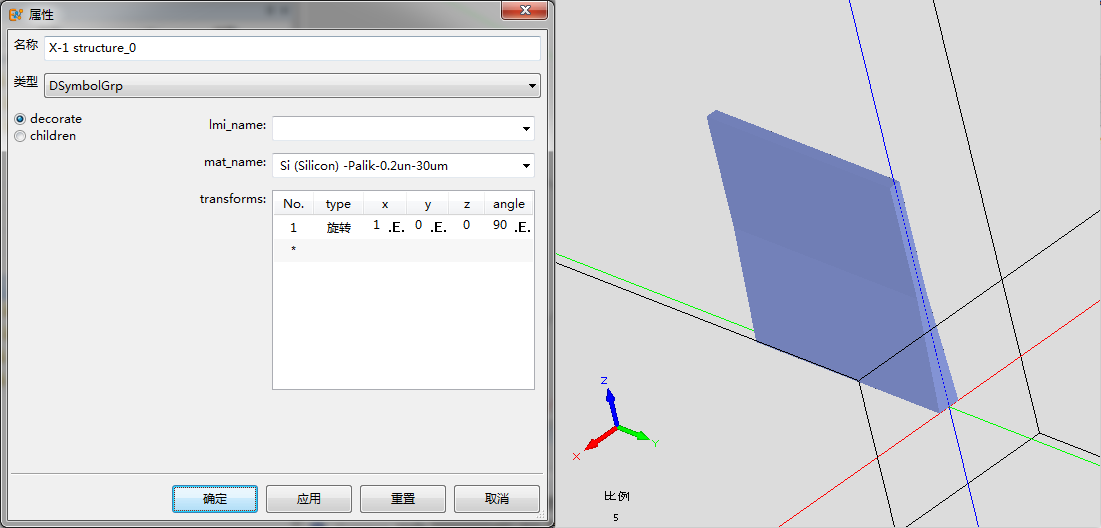 属性
名称 X-1 structure_0
类型 DSymbolGrp
decorate
children
lmi_name:
mat_name: Si (Silicon) -Palik-0.2un-30um
transforms:
No. type x y z angle
1 旋转 1 .E. 0 .E. 0 90 .E.
*
确定 应用 重置 取消
Z
Y
X
比例
5